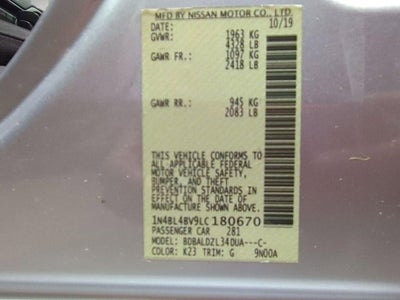 MFD BY NISSAN MOTOR CO., LTD.
DATE: 10/19
GVWR: 1963 KG
4328 LB
GAWR FR: 1097 KG
2418 LB
GAWR RR: 945 KG
2083 LB
THIS VEHICLE CONFORMS TO
ALL APPLICABLE FEDERAL
MOTOR VEHICLE SAFETY,
BUMPER, AND THEFT
PREVENTION STANDARDS IN
EFFECT ON THE DATE OF
MANUFACTURE SHOWN ABOVE.
1N4BL4BV9LC180670
PASSENGER CAR 281
MODEL: BDBALDZL34DUA---C-
COLOR: K23 TRIM: G 9N00A